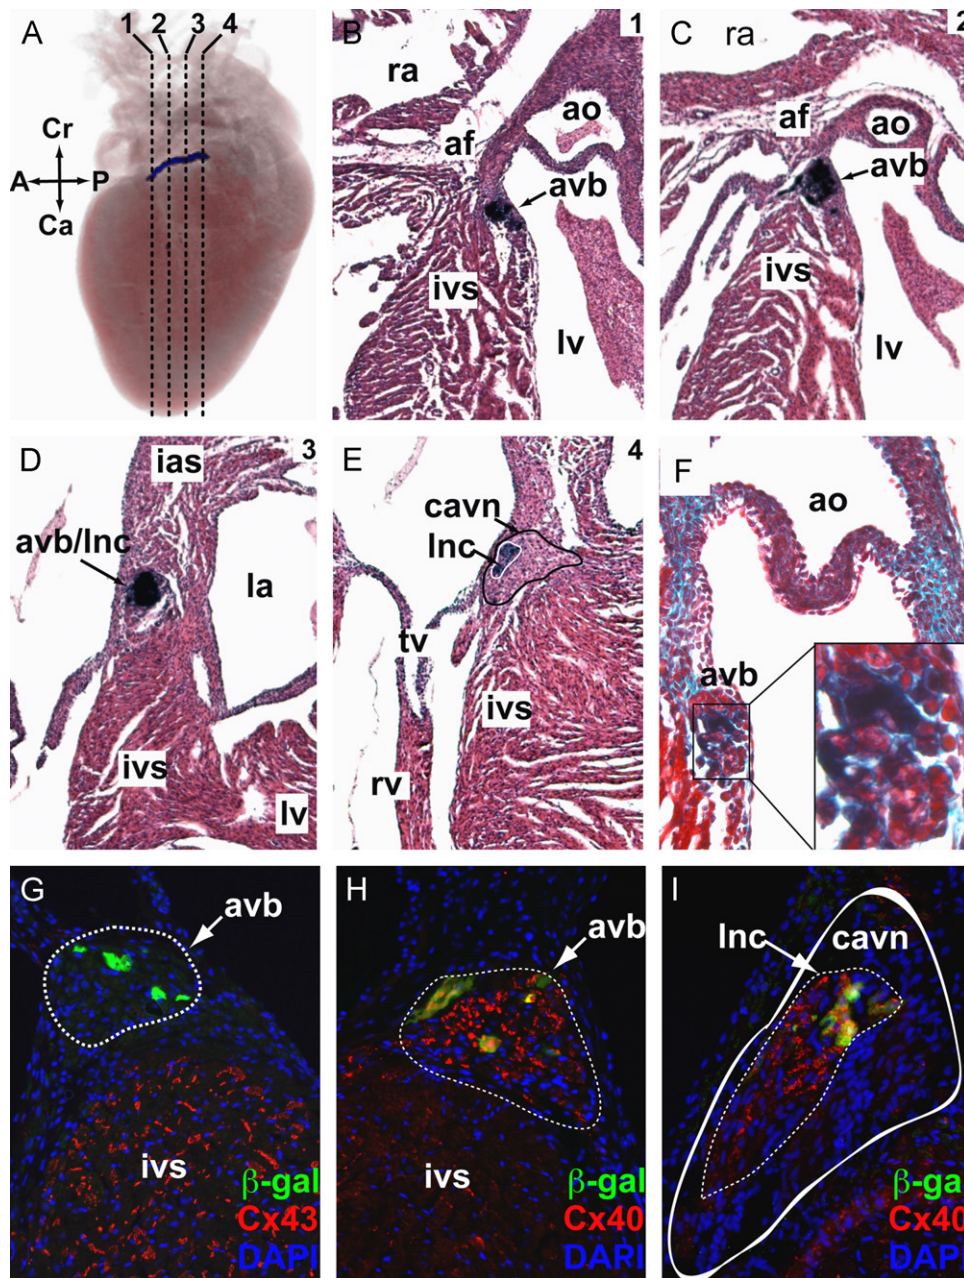 A
1
2
3
4
Cr
A
P
Ca
B
1
ra
ao
af
avb
ivs
lv
C
ra
2
af
ao
avb
ivs
lv
D
3
ias
avb/lnc
la
ivs
lv
E
4
cavn
lnc
tv
ivs
rv
F
ao
avb
G
avb
ivs
β-gal
Cx43
DAPI
H
avb
ivs
β-gal
Cx40
DAPI
I
lnc
cavn
β-gal
Cx40
DAPI